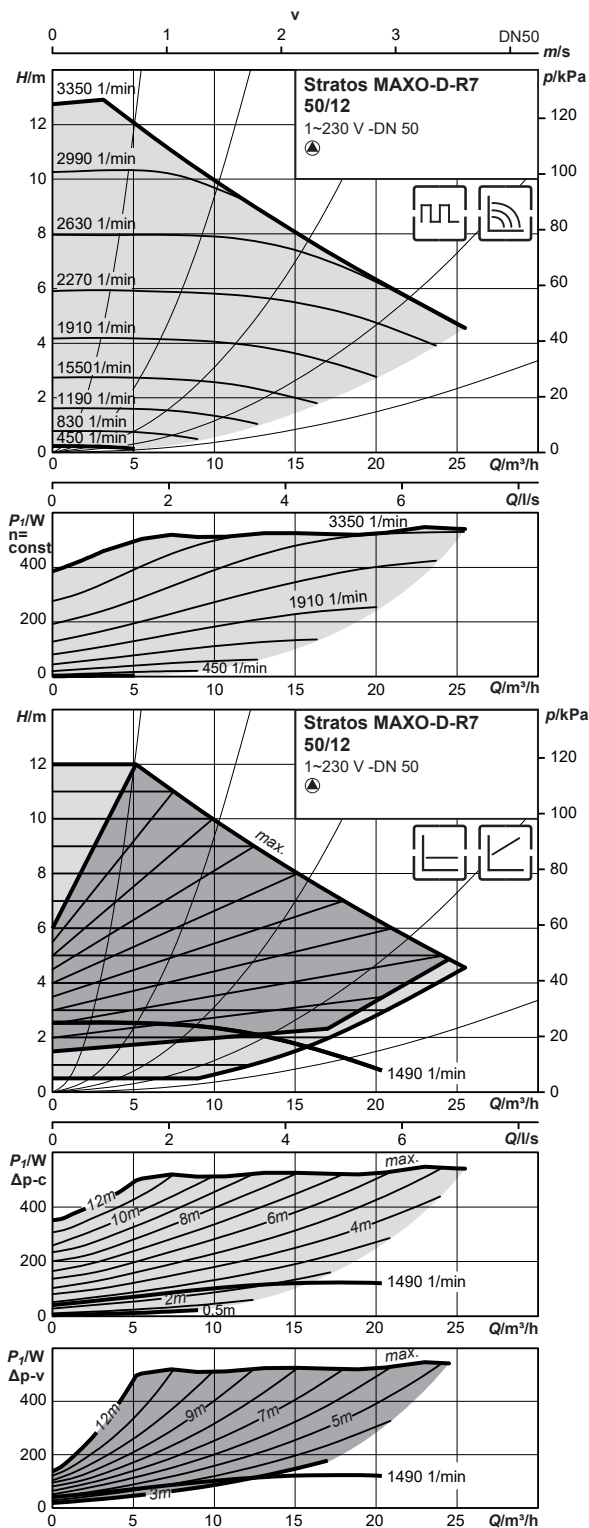 v
0 1 2 3 DN50
m/s
H/m
p/kPa
3350 1/min
Stratos MAXO-D-R7
50/12
1~230 V -DN 50
12
120
2990 1/min
10
100
2630 1/min
8
80
2270 1/min
6
60
1910 1/min
4
40
1550 1/min
2
20
1190 1/min
830 1/min
450 1/min
0
0
0 5 10 15 20 25 Q/m³/h
0 2 4 6 Q/l/s
P₁/W
n=
const
3350 1/min
400
1910 1/min
200
450 1/min
0
0 5 10 15 20 25 Q/m³/h
H/m
p/kPa
Stratos MAXO-D-R7
50/12
1~230 V -DN 50
12
120
10
100
max.
8
80
6
60
4
40
2
20
1490 1/min
0
0
0 5 10 15 20 25 Q/m³/h
0 2 4 6 Q/l/s
P₁/W
Δp-c
max.
400
12m
10m
8m
6m
4m
200
1490 1/min
2m
0.5m
0
0 5 10 15 20 25 Q/m³/h
P₁/W
Δp-v
max.
400
12m
9m
7m
5m
200
1490 1/min
3m
0
0 5 10 15 20 25 Q/m³/h